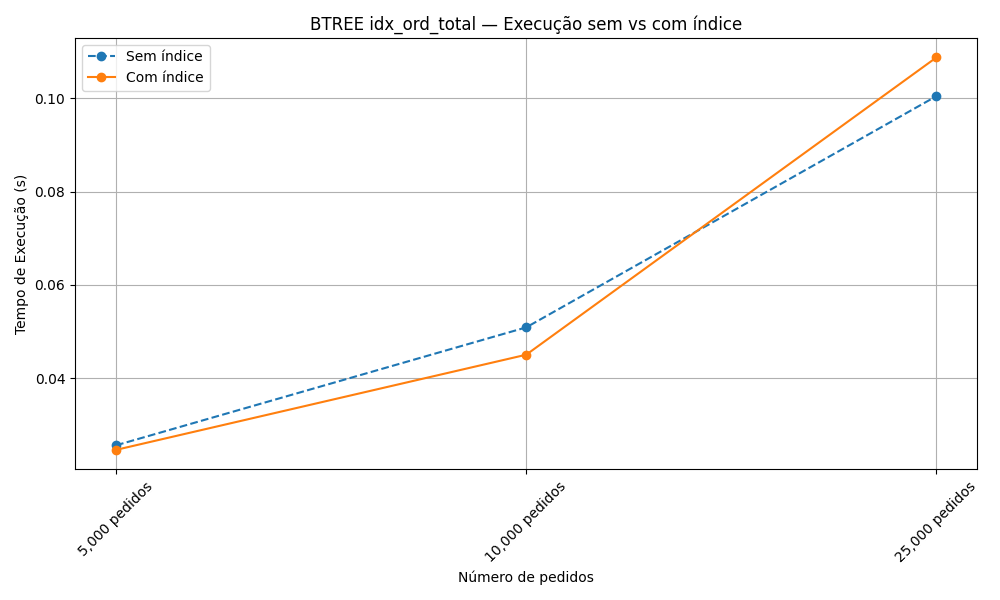 BTREE idx_ord_total — Execução sem vs com índice
Sem índice
Com índice
Tempo de Execução (s)
0.10
0.08
0.06
0.04
5,000 pedidos
10,000 pedidos
25,000 pedidos
Número de pedidos